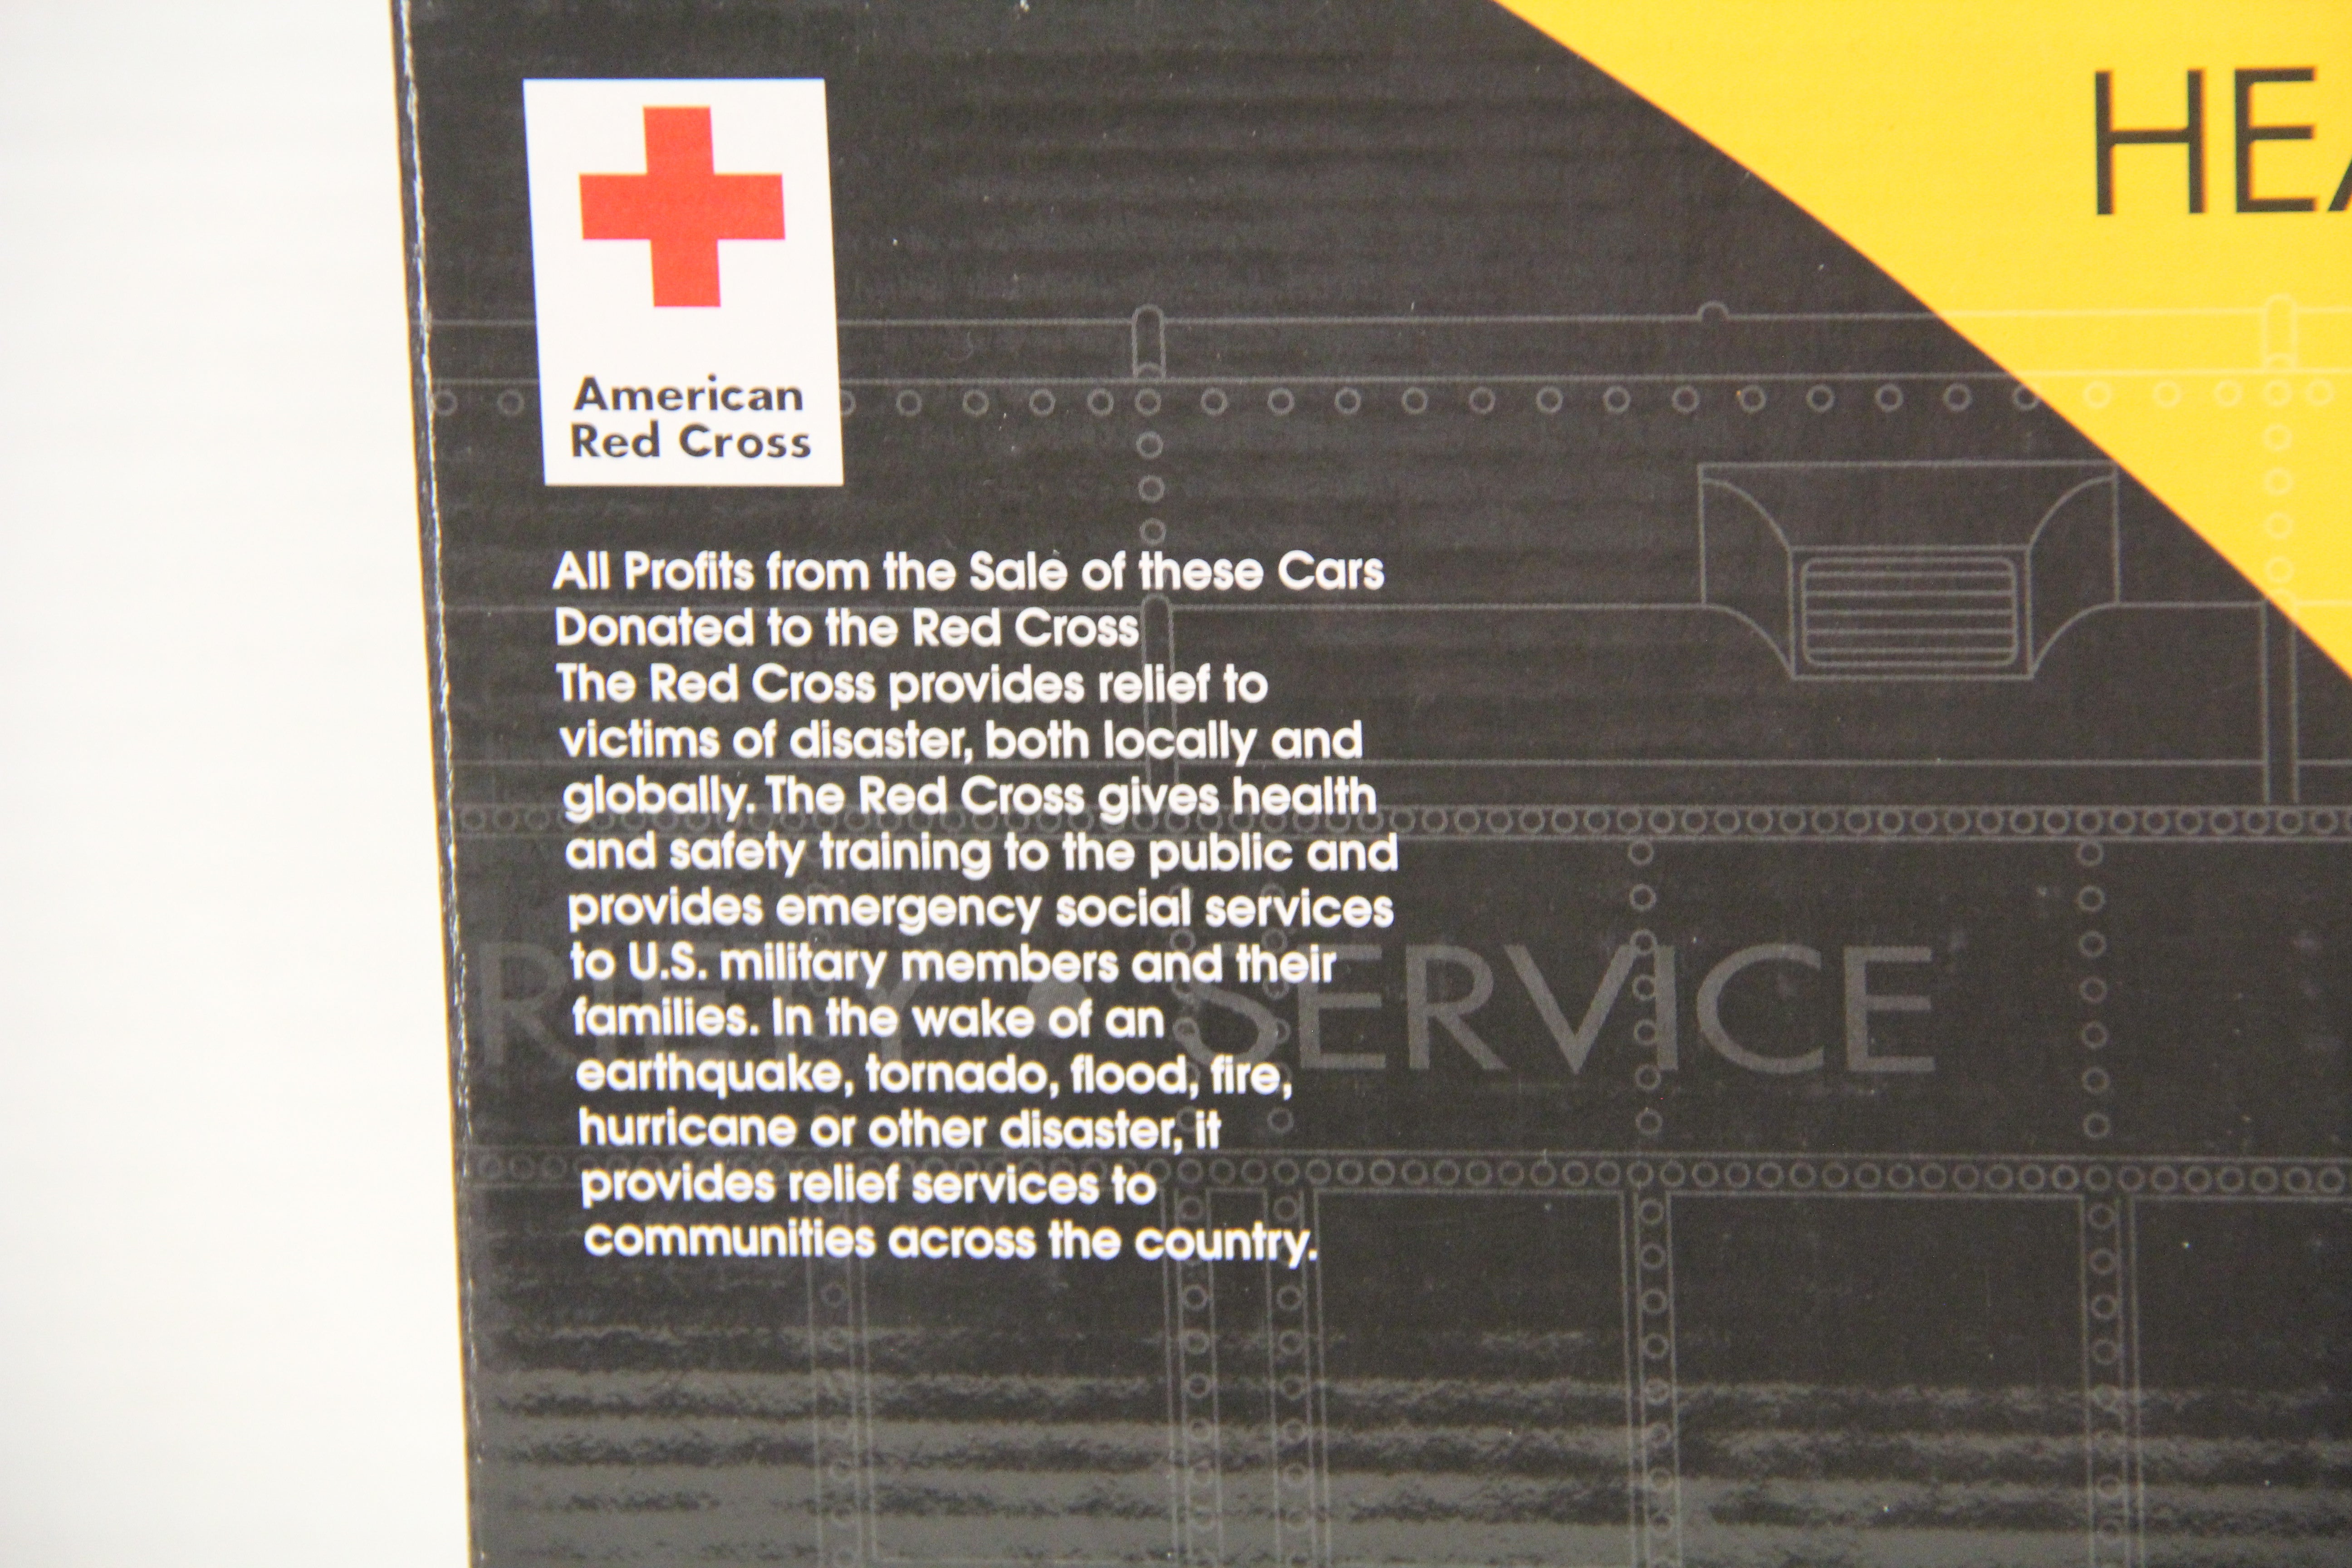 HEA
American
Red Cross
All Profits from the Sale of these Cars
Donated to the Red Cross
The Red Cross provides relief to
victims of disaster, both locally and
globally. The Red Cross gives health
and safety training to the public and
provides emergency social services
to U.S. military members and their
families. In the wake of an
earthquake, tornado, flood, fire,
hurricane or other disaster, it
provides relief services to
communities across the country.
RIETY • SERVICE